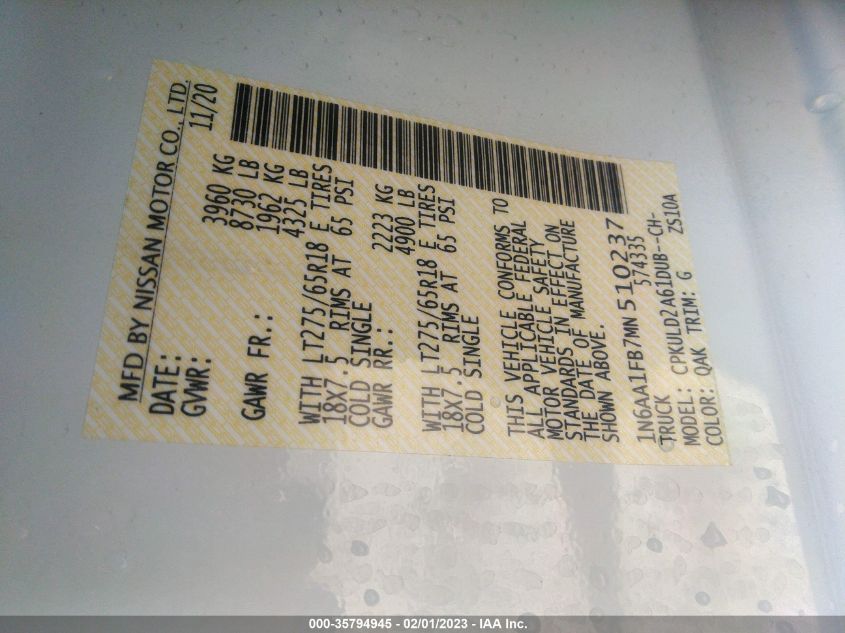 MFD BY NISSAN MOTOR CO., LTD.
DATE: 11/20
GVWR: 3960 KG
8730 LB
GAWR FR.: 1962 KG
4325 LB
WITH LT275/65R18 E TIRES
18X7.5 RIMS AT 65 PSI
COLD SINGLE
GAWR RR.: 2223 KG
4900 LB
WITH LT275/65R18 E TIRES
18X7.5 RIMS AT 65 PSI
COLD SINGLE
THIS VEHICLE CONFORMS TO
ALL APPLICABLE FEDERAL
MOTOR VEHICLE SAFETY
STANDARDS IN EFFECT ON
THE DATE OF MANUFACTURE
SHOWN ABOVE.
1N6AA1FB7MN510237
TRUCK 574335
MODEL: CPKULD2A61DUB--CH-
COLOR: QAK TRIM: G ZS10A
000-35794945 - 02/01/2023 - IAA Inc.